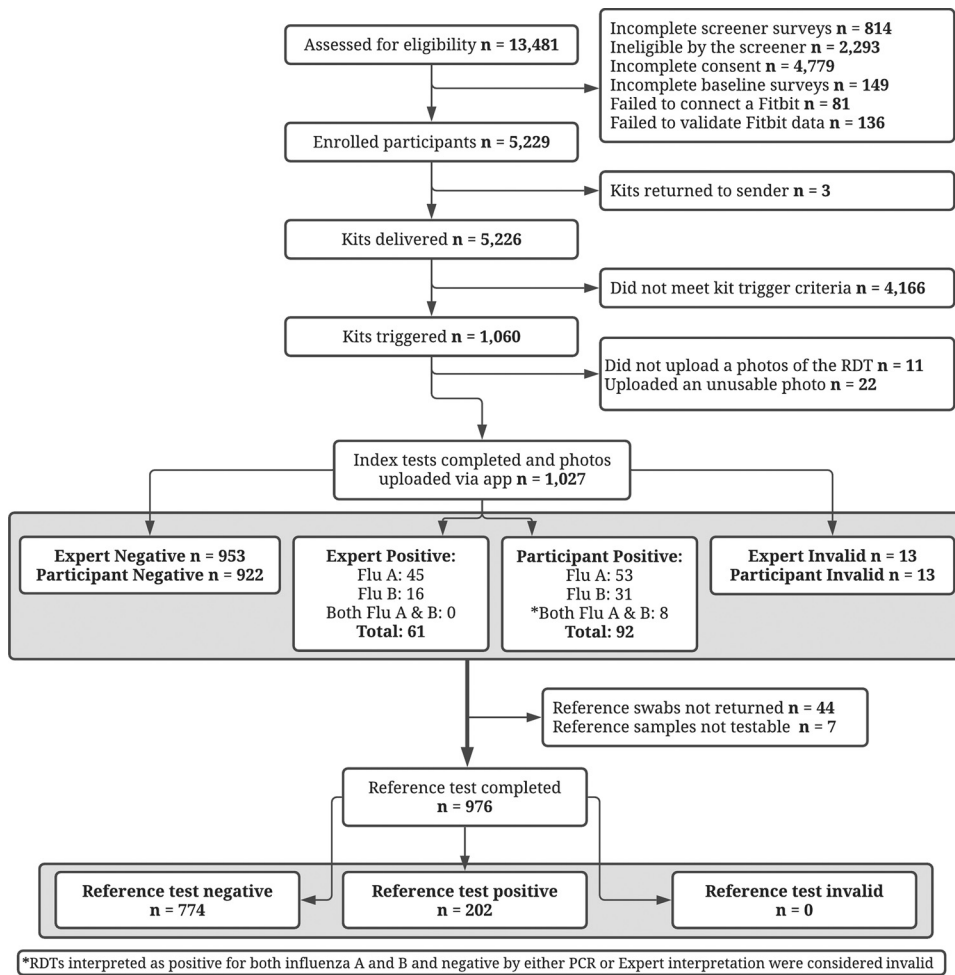 Assessed for eligibility n = 13,481
Incomplete screener surveys n = 814
Ineligible by the screener n = 2,293
Incomplete consent n = 4,779
Incomplete baseline surveys n = 149
Failed to connect a Fitbit n = 81
Failed to validate Fitbit data n = 136
Enrolled participants n = 5,229
Kits returned to sender n = 3
Kits delivered n = 5,226
Did not meet kit trigger criteria n = 4,166
Kits triggered n = 1,060
Did not upload a photos of the RDT n = 11
Uploaded an unusable photo n = 22
Index tests completed and photos
uploaded via app n = 1,027
Expert Negative n = 953
Participant Negative n = 922
Expert Positive:
Flu A: 45
Flu B: 16
Both Flu A & B: 0
Total: 61
Participant Positive:
Flu A: 53
Flu B: 31
*Both Flu A & B: 8
Total: 92
Expert Invalid n = 13
Participant Invalid n = 13
Reference swabs not returned n = 44
Reference samples not testable n = 7
Reference test completed
n = 976
Reference test negative
n = 774
Reference test positive
n = 202
Reference test invalid
n = 0
*RDTs interpreted as positive for both influenza A and B and negative by either PCR or Expert interpretation were considered invalid